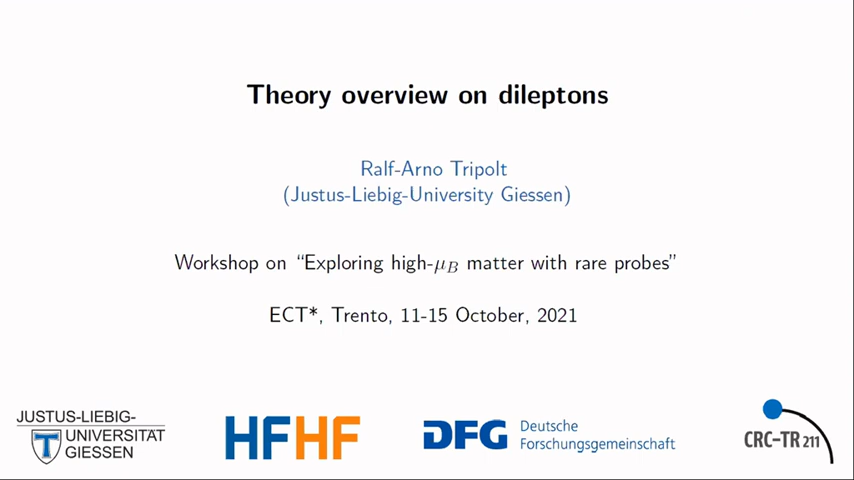 Theory overview on dileptons
Ralf-Arno Tripolt
(Justus-Liebig-University Giessen)
Workshop on “Exploring high-μB matter with rare probes”
ECT*, Trento, 11-15 October, 2021
JUSTUS-LIEBIG-
UNIVERSITÄT
GIESSEN
HFHF
DFG
Deutsche
Forschungsgemeinschaft
CRC-TR 211